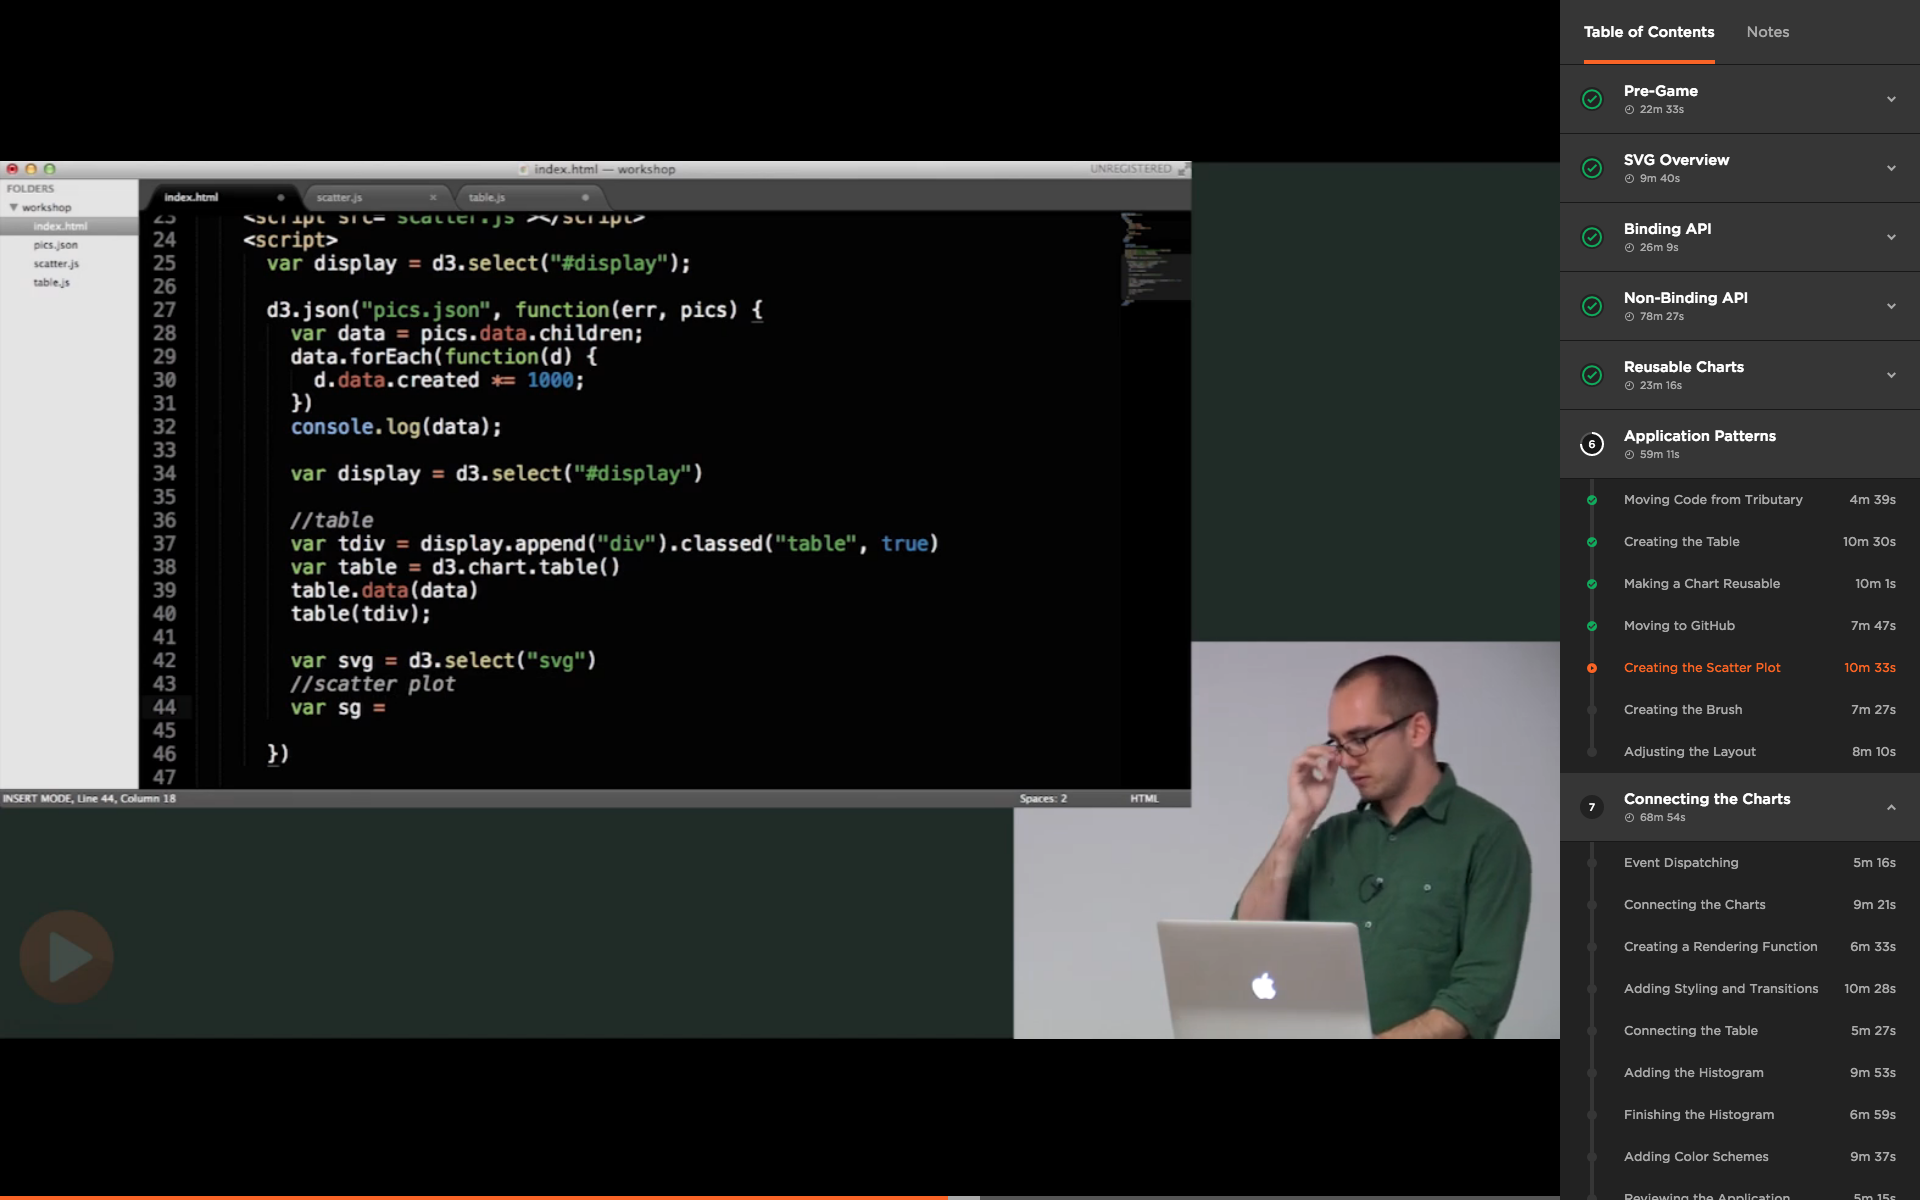 index.html — workshop
UNREGISTERED
FOLDERS
workshop
index.html
pics.json
scatter.js
table.js
index.html
scatter.js
table.js
23 <script src="scatter.js"></script>
24 <script>
25 var display = d3.select("#display");
26
27 d3.json("pics.json", function(err, pics) {
28 var data = pics.data.children;
29 data.forEach(function(d) {
30 d.data.created *= 1000;
31 })
32 console.log(data);
33
34 var display = d3.select("#display")
35
36 //table
37 var tdiv = display.append("div").classed("table", true)
38 var table = d3.chart.table()
39 table.data(data)
40 table(tdiv);
41
42 var svg = d3.select("svg")
43 //scatter plot
44 var sg =
45
46 })
47
INSERT MODE, Line 44, Column 18
Spaces: 2
HTML
Table of Contents
Notes
Pre-Game
22m 33s
SVG Overview
9m 40s
Binding API
26m 9s
Non-Binding API
78m 27s
Reusable Charts
23m 16s
6
Application Patterns
59m 11s
Moving Code from Tributary 4m 39s
Creating the Table 10m 30s
Making a Chart Reusable 10m 1s
Moving to GitHub 7m 47s
Creating the Scatter Plot 10m 33s
Creating the Brush 7m 27s
Adjusting the Layout 8m 10s
7
Connecting the Charts
68m 54s
Event Dispatching 5m 16s
Connecting the Charts 9m 21s
Creating a Rendering Function 6m 33s
Adding Styling and Transitions 10m 28s
Connecting the Table 5m 27s
Adding the Histogram 9m 53s
Finishing the Histogram 6m 59s
Adding Color Schemes 9m 37s
Reviewing the Application 5m 15s